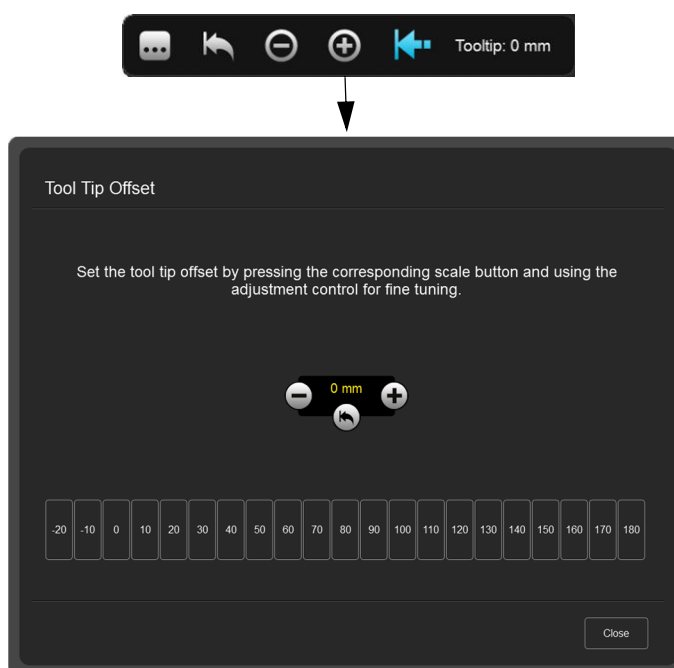 Tooltip: 0 mm
Tool Tip Offset
Set the tool tip offset by pressing the corresponding scale button and using the
adjustment control for fine tuning.
0 mm
-20 -10 0 10 20 30 40 50 60 70 80 90 100 110 120 130 140 150 160 170 180
Close